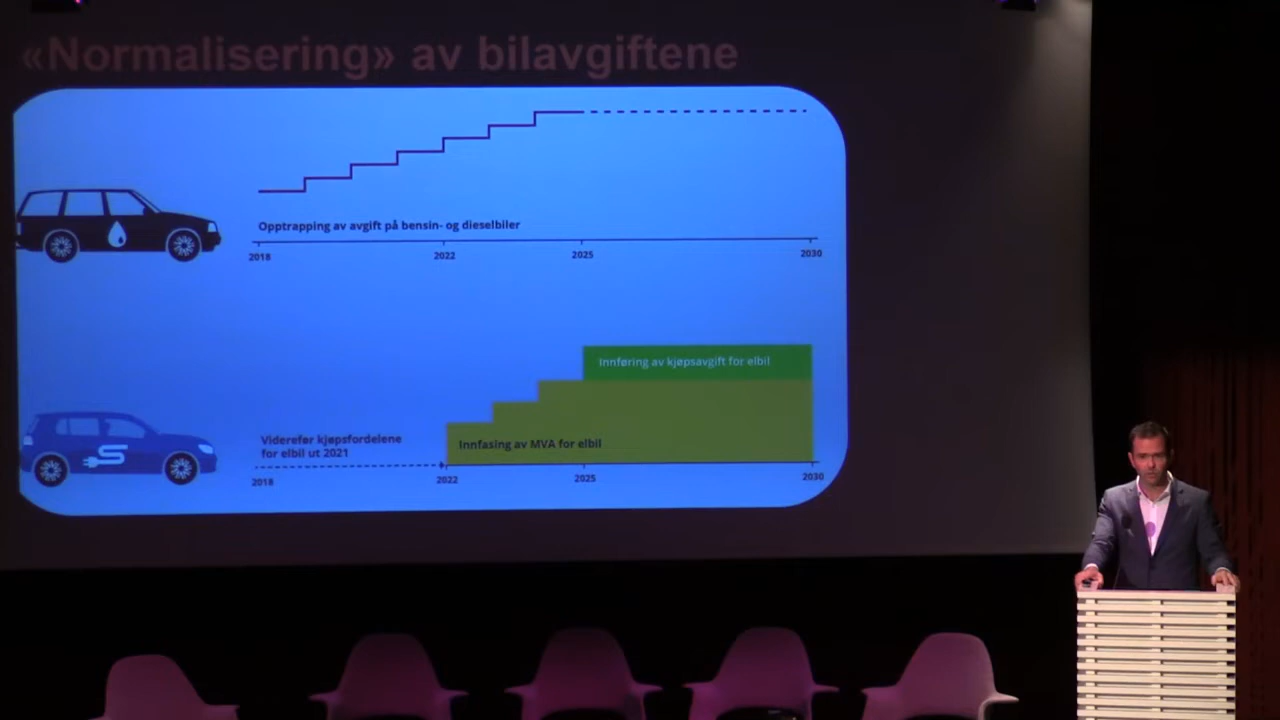 «Normalisering» av bilavgiftene
Opptrapping av avgift på bensin- og dieselbiler
2018 2022 2025 2030
Innføring av kjøpsavgift for elbil
Viderefør kjøpsfordelene
for elbil ut 2021
Innfasing av MVA for elbil
2018 2022 2025 2030